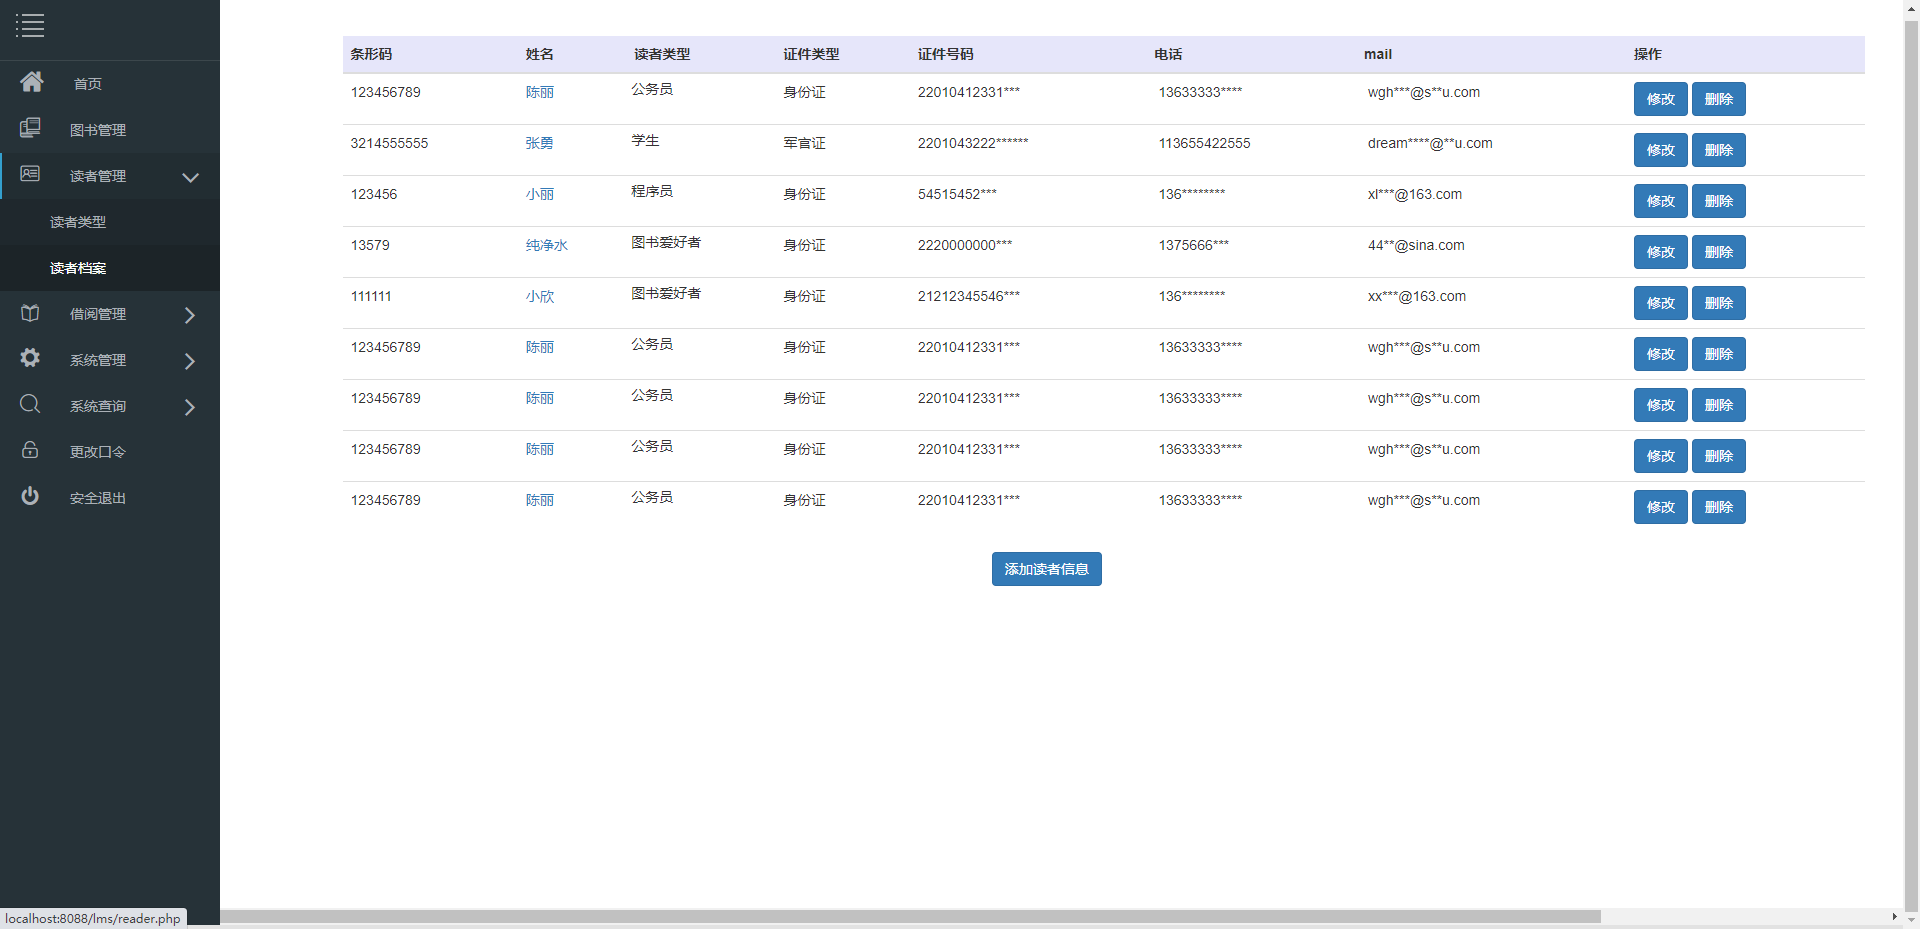 首页
图书管理
读者管理
读者类型
读者档案
借阅管理
系统管理
系统查询
更改口令
安全退出
条形码 姓名 读者类型 证件类型 证件号码 电话 mail 操作
123456789 陈丽 公务员 身份证 22010412331*** 13633333**** wgh***@s**u.com 修改 删除
3214555555 张勇 学生 军官证 2201043222****** 113655422555 dream****@**u.com 修改 删除
123456 小丽 程序员 身份证 54515452*** 136******** xl***@163.com 修改 删除
13579 纯净水 图书爱好者 身份证 2220000000*** 1375666*** 44**@sina.com 修改 删除
111111 小欣 图书爱好者 身份证 21212345546*** 136******** xx***@163.com 修改 删除
123456789 陈丽 公务员 身份证 22010412331*** 13633333**** wgh***@s**u.com 修改 删除
123456789 陈丽 公务员 身份证 22010412331*** 13633333**** wgh***@s**u.com 修改 删除
123456789 陈丽 公务员 身份证 22010412331*** 13633333**** wgh***@s**u.com 修改 删除
123456789 陈丽 公务员 身份证 22010412331*** 13633333**** wgh***@s**u.com 修改 删除
添加读者信息
localhost:8088/lms/reader.php